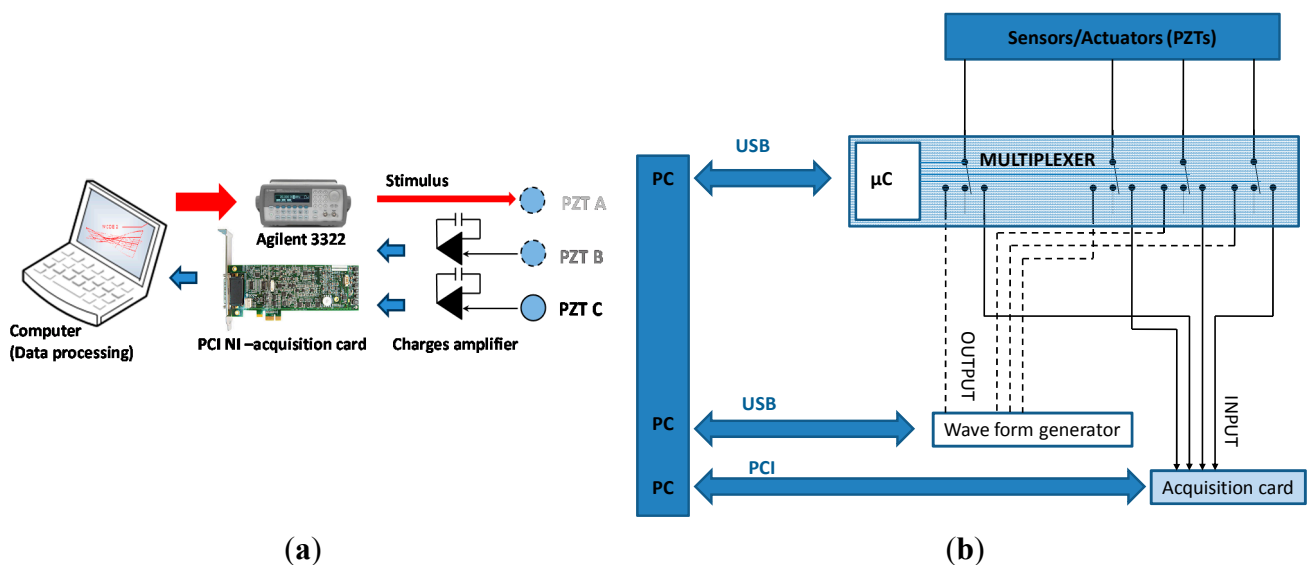 Stimulus
PZT A
Agilent 3322
PZT B
PZT C
Computer
(Data processing)
PCI NI –acquisition card
Charges amplifier
(a)
Sensors/Actuators (PZTs)
USB
MULTIPLEXER
PC
µC
OUTPUT
INPUT
USB
PC
Wave form generator
PCI
PC
Acquisition card
(b)